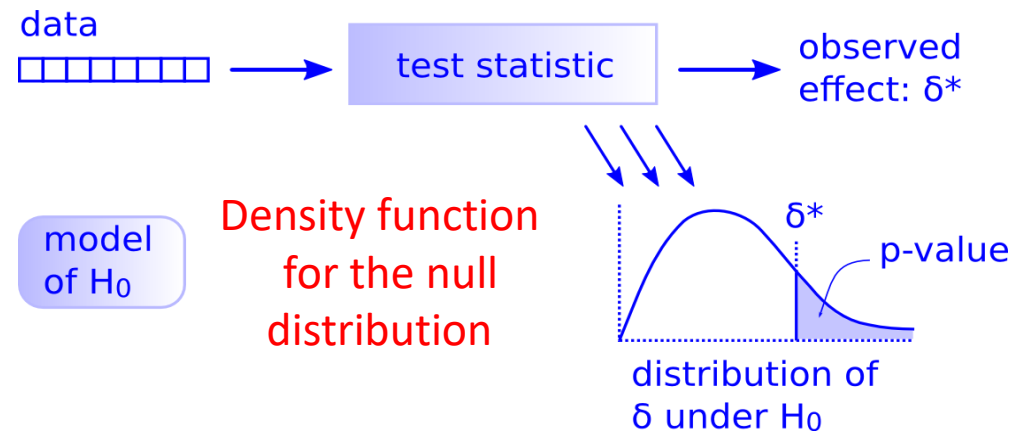 data
test statistic
observed
effect: δ*
model
of H₀
Density function
for the null
distribution
δ*
p-value
distribution of
δ under H₀